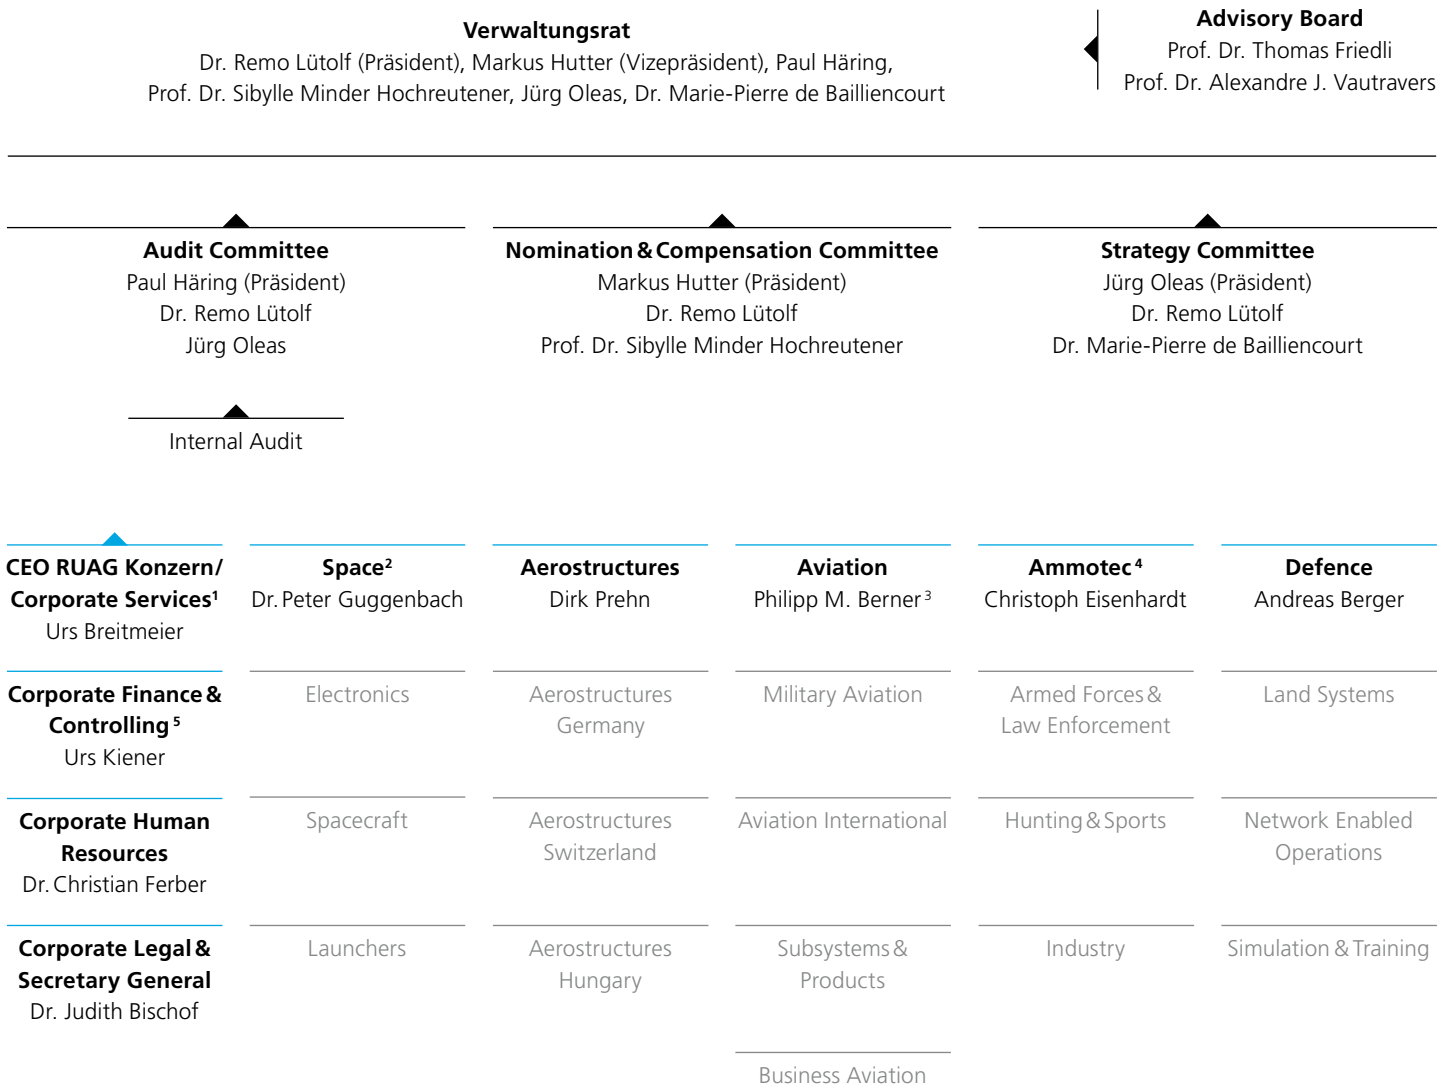 Verwaltungsrat
Dr. Remo Lütolf (Präsident), Markus Hutter (Vizepräsident), Paul Häring,
Prof. Dr. Sibylle Minder Hochreutener, Jürg Oleas, Dr. Marie-Pierre de Bailliencourt
Advisory Board
Prof. Dr. Thomas Friedli
Prof. Dr. Alexandre J. Vautravers
Audit Committee
Paul Häring (Präsident)
Dr. Remo Lütolf
Jürg Oleas
Nomination & Compensation Committee
Markus Hutter (Präsident)
Dr. Remo Lütolf
Prof. Dr. Sibylle Minder Hochreutener
Strategy Committee
Jürg Oleas (Präsident)
Dr. Remo Lütolf
Dr. Marie-Pierre de Bailliencourt
Internal Audit
CEO RUAG Konzern/
Corporate Services¹
Urs Breitmeier
Space²
Dr. Peter Guggenbach
Aerostructures
Dirk Prehn
Aviation
Philipp M. Berner ³
Ammotec ⁴
Christoph Eisenhardt
Defence
Andreas Berger
Corporate Finance &
Controlling ⁵
Urs Kiener
Electronics
Aerostructures
Germany
Military Aviation
Armed Forces &
Law Enforcement
Land Systems
Corporate Human
Resources
Dr. Christian Ferber
Spacecraft
Aerostructures
Switzerland
Aviation International
Hunting & Sports
Network Enabled
Operations
Corporate Legal &
Secretary General
Dr. Judith Bischof
Launchers
Aerostructures
Hungary
Subsystems &
Products
Industry
Simulation & Training
Business Aviation